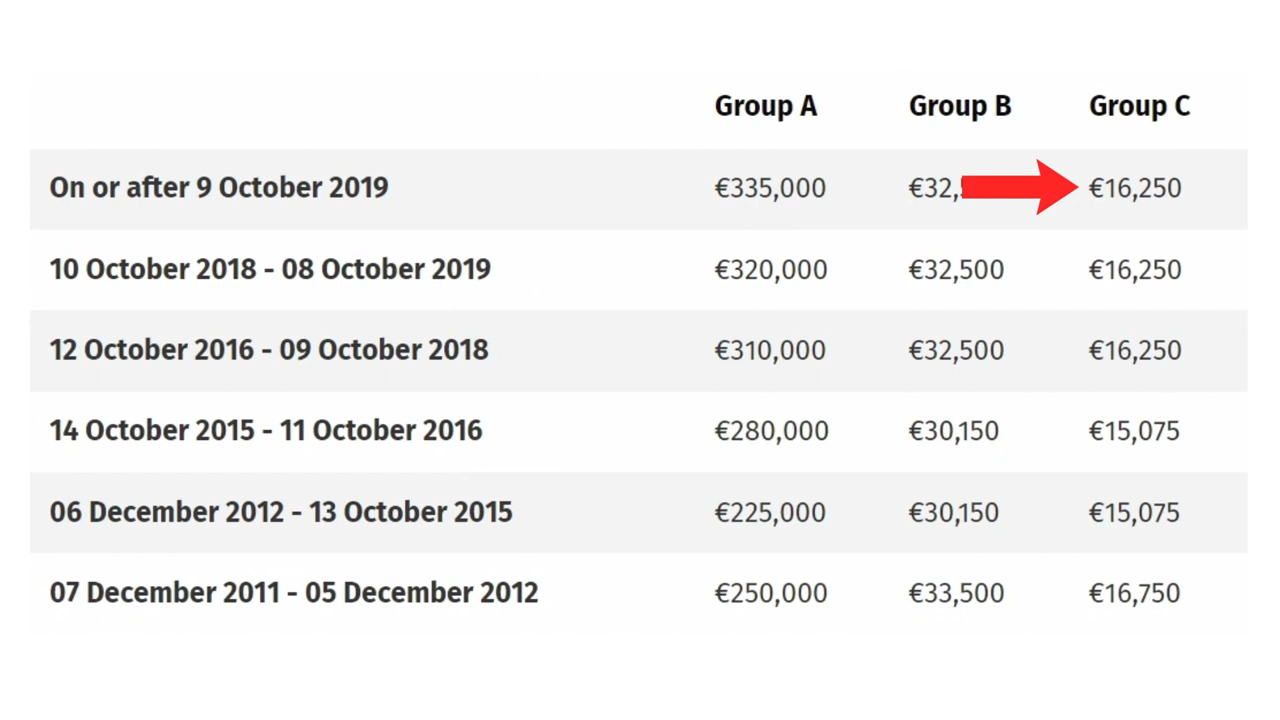 Group A Group B Group C
On or after 9 October 2019 €335,000 €16,250
10 October 2018 - 08 October 2019 €320,000 €32,500 €16,250
12 October 2016 - 09 October 2018 €310,000 €32,500 €16,250
14 October 2015 - 11 October 2016 €280,000 €30,150 €15,075
06 December 2012 - 13 October 2015 €225,000 €30,150 €15,075
07 December 2011 - 05 December 2012 €250,000 €33,500 €16,750